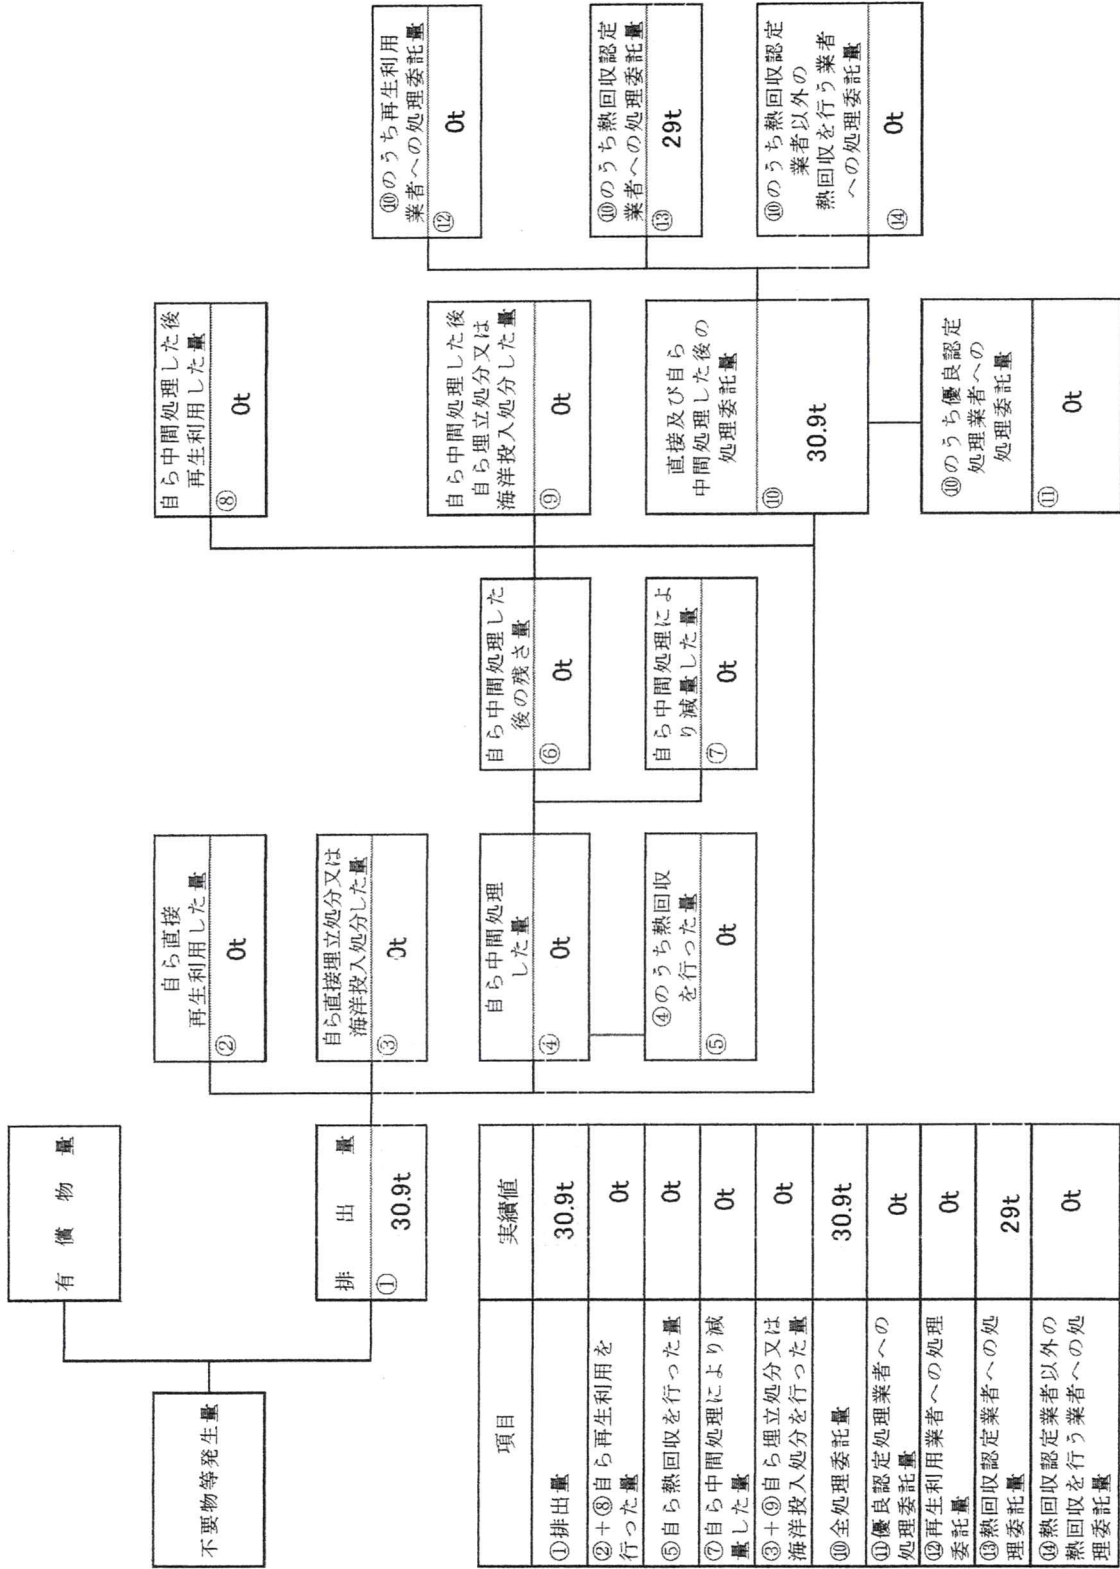 不要物等発生量
有償物量
排出量
① 30.9t
自ら直接
再生利用した量
② 0t
自ら直接埋立処分又は
海洋投入処分した量
③ 0t
自ら中間処理
した量
④ 0t
④のうち熱回収
を行った量
⑤ 0t
自ら中間処理した
後の残さ量
⑥ 0t
自ら中間処理によ
り減量した量
⑦ 0t
自ら中間処理した後
再生利用した量
⑧ 0t
自ら中間処理した後
自ら埋立処分又は
海洋投入処分した量
⑨ 0t
直接及び自ら
中間処理した後の
処理委託量
⑩ 30.9t
⑩のうち優良認定
処理業者への
処理委託量
⑪ 0t
⑩のうち再生利用
業者への処理委託量
⑫ 0t
⑩のうち熱回収認定
業者への処理委託量
⑬ 29t
⑩のうち熱回収認定
業者以外の
熱回収を行う業者
への処理委託量
⑭ 0t
項目 実績値
①排出量 30.9t
②+⑧自ら再生利用を
行った量 0t
⑤自ら熱回収を行った量 0t
⑦自ら中間処理により減
量した量 0t
③+⑨自ら埋立処分又は
海洋投入処分を行った量 0t
⑩全処理委託量 30.9t
⑪優良認定処理業者への
処理委託量 0t
⑫再生利用業者への処理
委託量 0t
⑬熱回収認定業者への処
理委託量 29t
⑭熱回収認定業者以外の
熱回収を行う業者への処
理委託量 0t